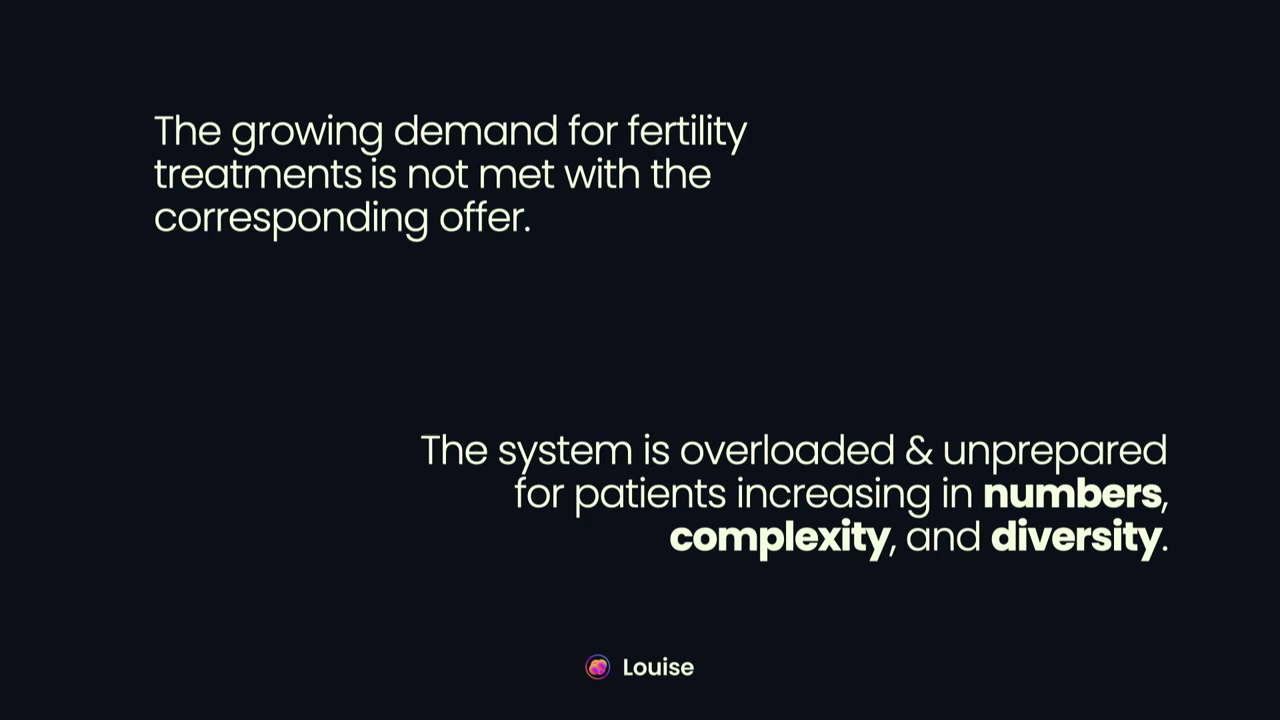 The growing demand for fertility
treatments is not met with the
corresponding offer.
The system is overloaded & unprepared
for patients increasing in numbers,
complexity, and diversity.
Louise